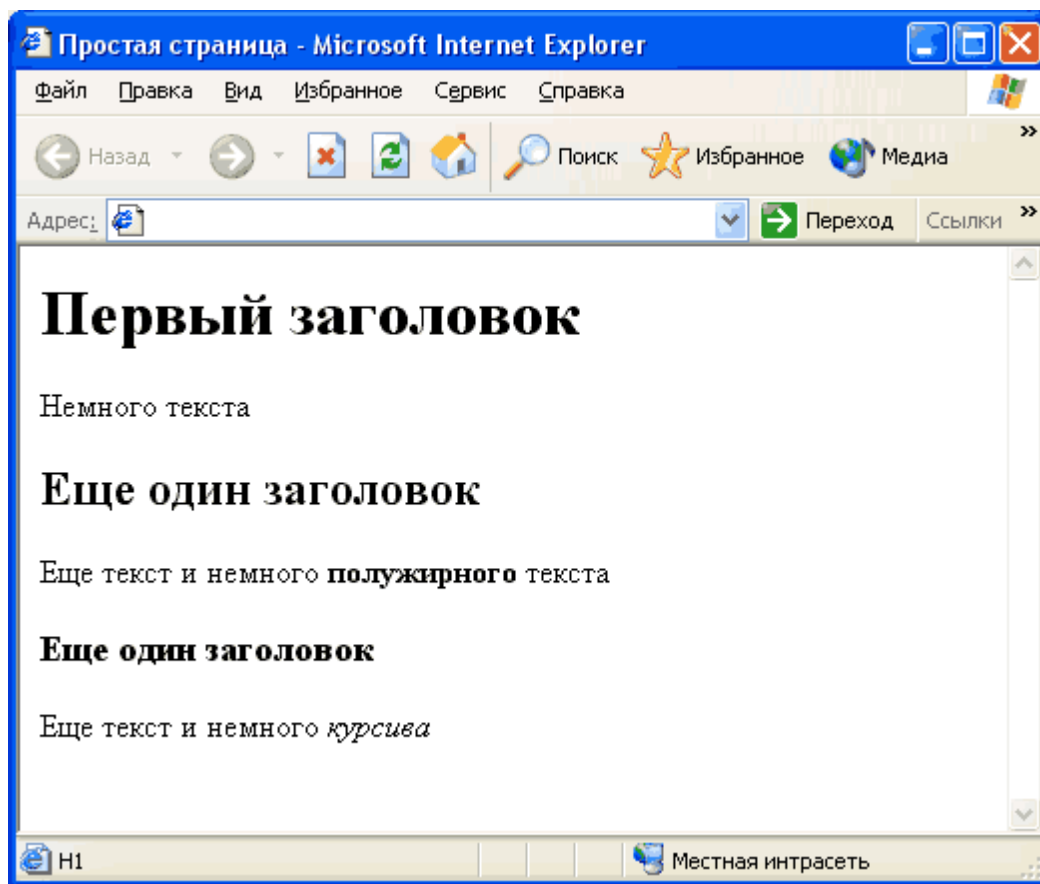 Простая страница - Microsoft Internet Explorer
Файл Правка Вид Избранное Сервис Справка
Назад Поиск Избранное Медиа »
Адрес: Переход Ссылки »
Первый заголовок
Немного текста
Еще один заголовок
Еще текст и немного полужирного текста
Еще один заголовок
Еще текст и немного курсива
H1 Местная интрасеть